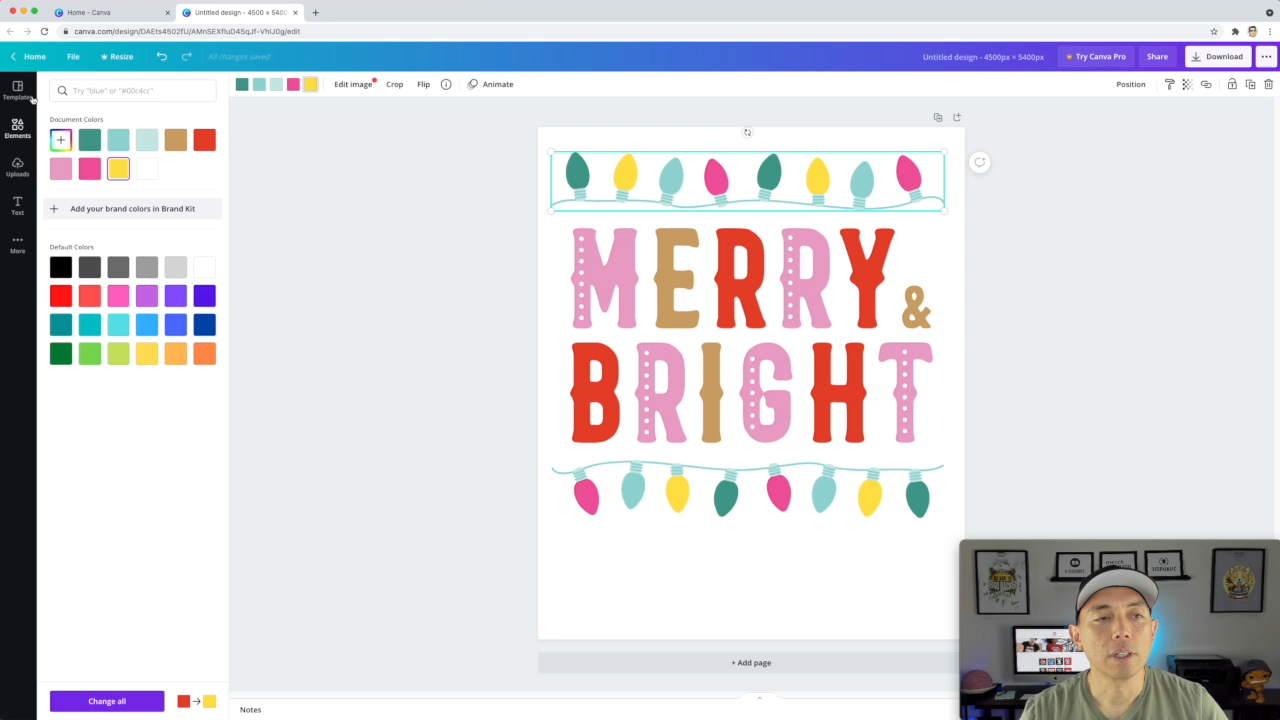 Home - Canva
Untitled design - 4500 × 5400
canva.com/design/DAEts4502fU/AMnSEXfluD45qJf-VhIJ0g/edit
Home
File
Resize
All changes saved
Untitled design - 4500px × 5400px
Try Canva Pro
Share
Download
Templates
Elements
Uploads
Text
More
Try "blue" or "#00c4cc"
Edit image
Crop
Flip
Animate
Position
Document Colors
Add your brand colors in Brand Kit
Default Colors
MERRY &
BRIGHT
+ Add page
Change all
Notes
TEEPUBLIC